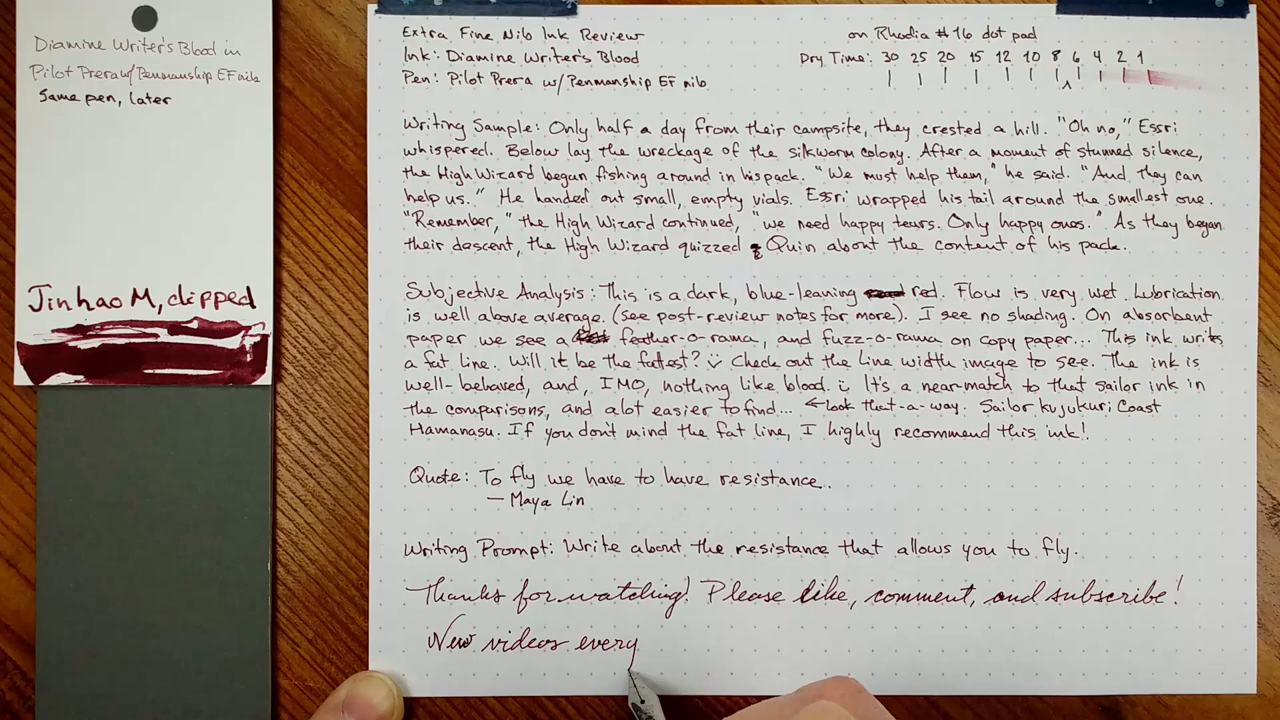 Diamine Writer's Blood in
Pilot Prera w/ Penmanship EF nib
Same pen, later
Jinhao M, dipped
Extra Fine Nib Ink Review
on Rhodia #16 dot pad
Ink: Diamine Writer's Blood
Dry Time: 30 25 20 15 12 10 8 6 4 2 1
Pen: Pilot Prera w/ Penmanship EF nib
Writing Sample: Only half a day from their campsite, they crested a hill. "Oh no," Essri
whispered. Below lay the wreckage of the silkworm colony. After a moment of stunned silence,
the High Wizard began fishing around in his pack. "We must help them," he said. "And they can
help us." He handed out small, empty vials. Essri wrapped his tail around the smallest one.
"Remember," the High Wizard continued, "we need happy tears. Only happy ones." As they began
their descent, the High Wizard quizzed Quin about the content of his pack.
Subjective Analysis: This is a dark, blue-leaning red. Flow is very wet. Lubrication
is well above average. (see post-review notes for more). I see no shading. On absorbent
paper we see a feather-o-rama, and fuzz-o-rama on copy paper... This ink writes
a fat line. Will it be the fattest? Check out the line width image to see. The ink is
well-behaved, and, IMO, nothing like blood. It's a near-match to that sailor ink in
the comparisons, and alot easier to find... ← Look that-a-way. Sailor Kujukuri Coast
Hamanasu. If you don't mind the fat line, I highly recommend this ink!
Quote: To fly we have to have resistance.
— Maya Lin
Writing Prompt: Write about the resistance that allows you to fly.
Thanks for watching! Please like, comment, and subscribe!
New videos every